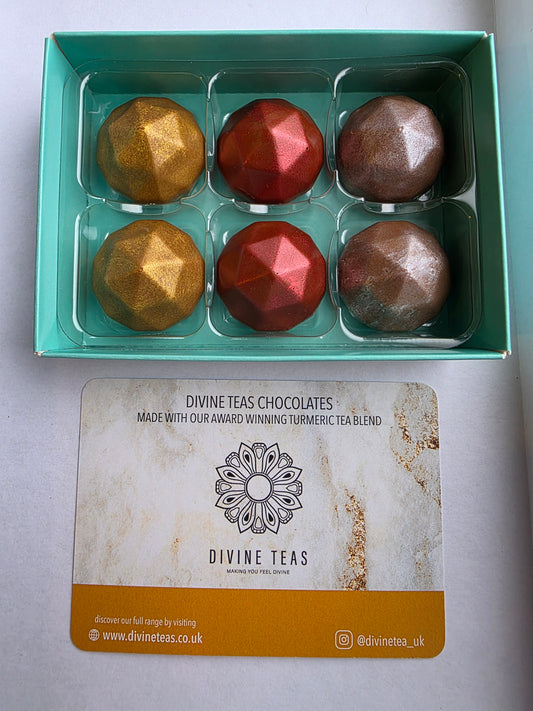 DIVINE TEAS CHOCOLATES
MADE WITH OUR AWARD WINNING TURMERIC TEA BLEND
DIVINE TEAS
MAKING YOU FEEL DIVINE
discover our full range by visiting
www.divineteas.co.uk
@divinetea_uk